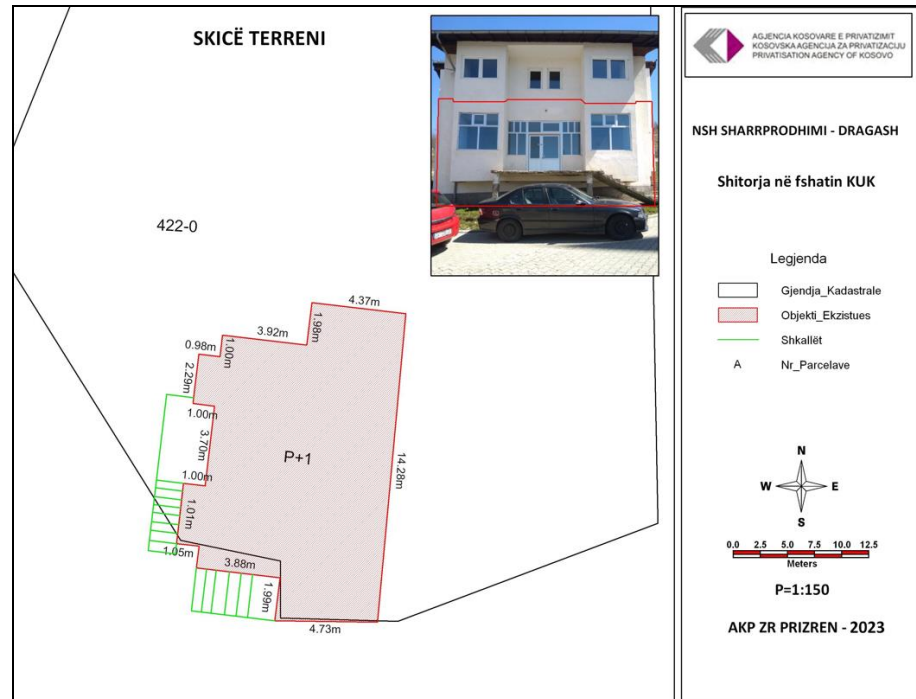 SKICË TERRENI
422-0
4.37m
1.98m
3.92m
1.00m
0.98m
2.29m
1.00m
3.70m
P+1
14.28m
1.00m
1.01m
1.05m
3.88m
1.99m
4.73m
AGJENCIA KOSOVARE E PRIVATIZIMIT
KOSOVSKA AGENCIJA ZA PRIVATIZACIJU
PRIVATISATION AGENCY OF KOSOVO
NSH SHARRPRODHIMI - DRAGASH
Shitorja në fshatin KUK
Legjenda
Gjendja_Kadastrale
Objekti_Ekzistues
Shkallët
A Nr_Parcelave
N
W E
S
0.0 2.5 5.0 7.5 10.0 12.5
Meters
P=1:150
AKP ZR PRIZREN - 2023